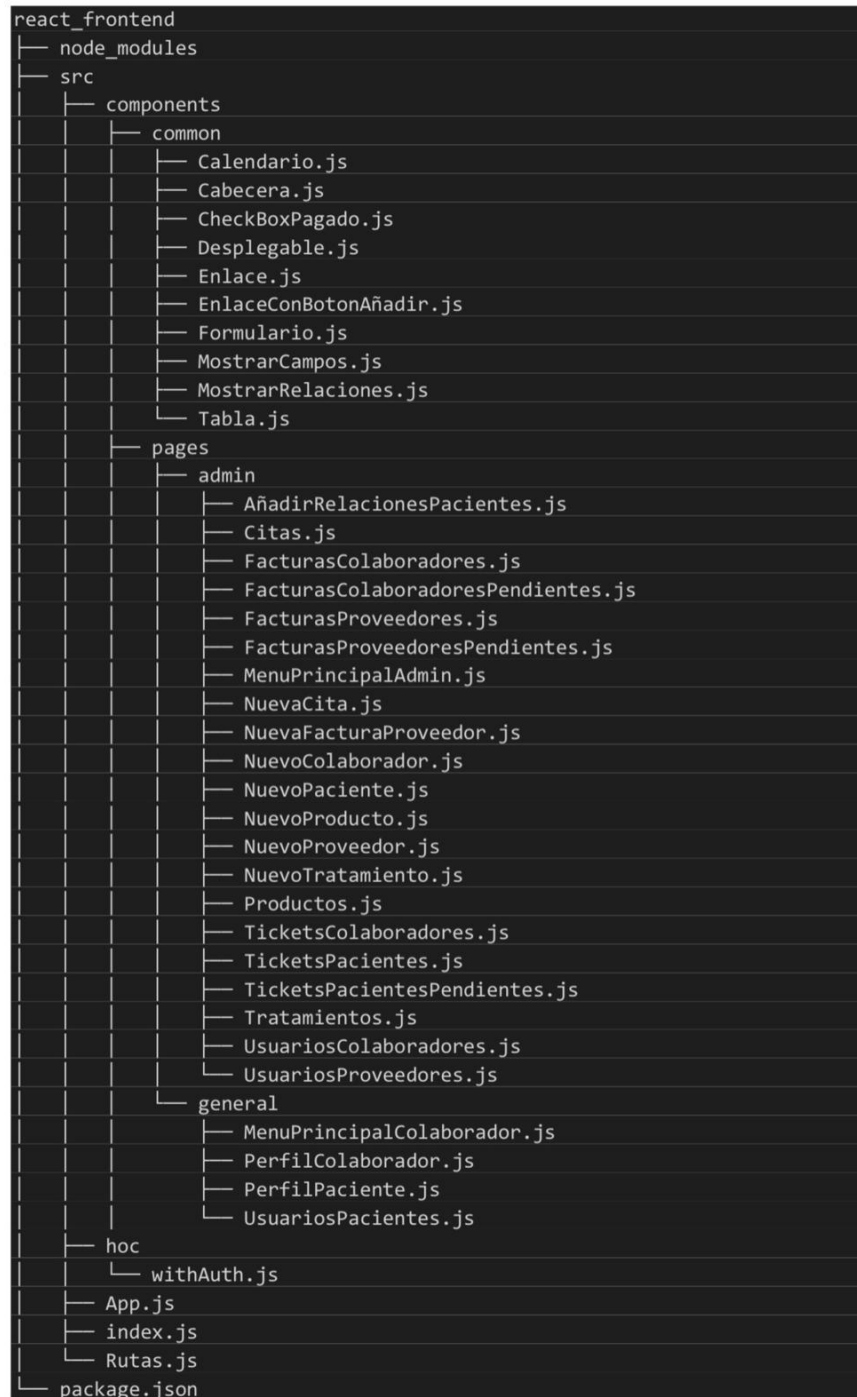 react_frontend
├── node_modules
├── src
│   ├── components
│   │   ├── common
│   │   │   ├── Calendario.js
│   │   │   ├── Cabecera.js
│   │   │   ├── CheckBoxPagado.js
│   │   │   ├── Desplegable.js
│   │   │   ├── Enlace.js
│   │   │   ├── EnlaceConBotonAñadir.js
│   │   │   ├── Formulario.js
│   │   │   ├── MostrarCampos.js
│   │   │   ├── MostrarRelaciones.js
│   │   │   └── Tabla.js
│   │   ├── pages
│   │   │   ├── admin
│   │   │   │   ├── AñadirRelacionesPacientes.js
│   │   │   │   ├── Citas.js
│   │   │   │   ├── FacturasColaboradores.js
│   │   │   │   ├── FacturasColaboradoresPendientes.js
│   │   │   │   ├── FacturasProveedores.js
│   │   │   │   ├── FacturasProveedoresPendientes.js
│   │   │   │   ├── MenuPrincipalAdmin.js
│   │   │   │   ├── NuevaCita.js
│   │   │   │   ├── NuevaFacturaProveedor.js
│   │   │   │   ├── NuevoColaborador.js
│   │   │   │   ├── NuevoPaciente.js
│   │   │   │   ├── NuevoProducto.js
│   │   │   │   ├── NuevoProveedor.js
│   │   │   │   ├── NuevoTratamiento.js
│   │   │   │   ├── Productos.js
│   │   │   │   ├── TicketsColaboradores.js
│   │   │   │   ├── TicketsPacientes.js
│   │   │   │   ├── TicketsPacientesPendientes.js
│   │   │   │   ├── Tratamientos.js
│   │   │   │   ├── UsuariosColaboradores.js
│   │   │   │   └── UsuariosProveedores.js
│   │   │   └── general
│   │   │       ├── MenuPrincipalColaborador.js
│   │   │       ├── PerfilColaborador.js
│   │   │       ├── PerfilPaciente.js
│   │   │       └── UsuariosPacientes.js
│   ├── hoc
│   │   └── withAuth.js
│   ├── App.js
│   ├── index.js
│   └── Rutas.js
└── package.json